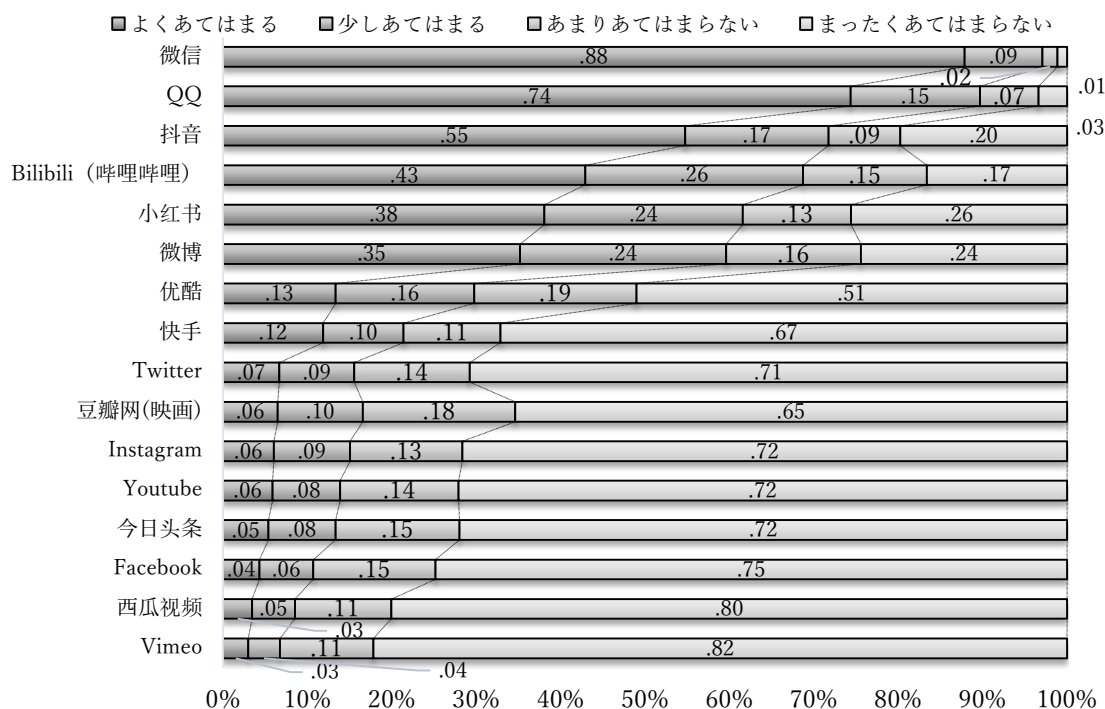 よくあてはまる 少しあてはまる あまりあてはまらない まったくあてはまらない
微信 .88 .09 .02 .01
QQ .74 .15 .07 .03
抖音 .55 .17 .09 .20
Bilibili（哔哩哔哩） .43 .26 .15 .17
小红书 .38 .24 .13 .26
微博 .35 .24 .16 .24
优酷 .13 .16 .19 .51
快手 .12 .10 .11 .67
Twitter .07 .09 .14 .71
豆瓣网(映画) .06 .10 .18 .65
Instagram .06 .09 .13 .72
Youtube .06 .08 .14 .72
今日头条 .05 .08 .15 .72
Facebook .04 .06 .15 .75
西瓜视频 .03 .05 .11 .80
Vimeo .03 .04 .11 .82
0% 10% 20% 30% 40% 50% 60% 70% 80% 90% 100%